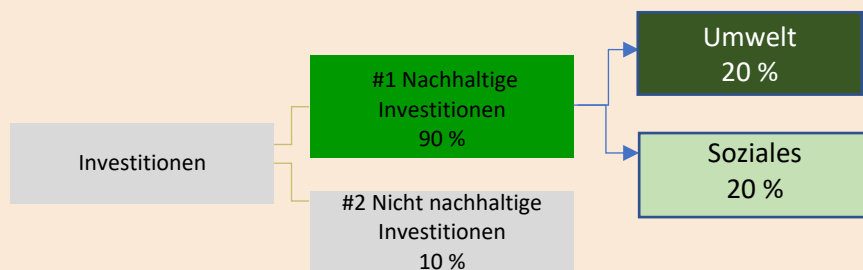 Investitionen
#1 Nachhaltige
Investitionen
90 %
#2 Nicht nachhaltige
Investitionen
10 %
Umwelt
20 %
Soziales
20 %